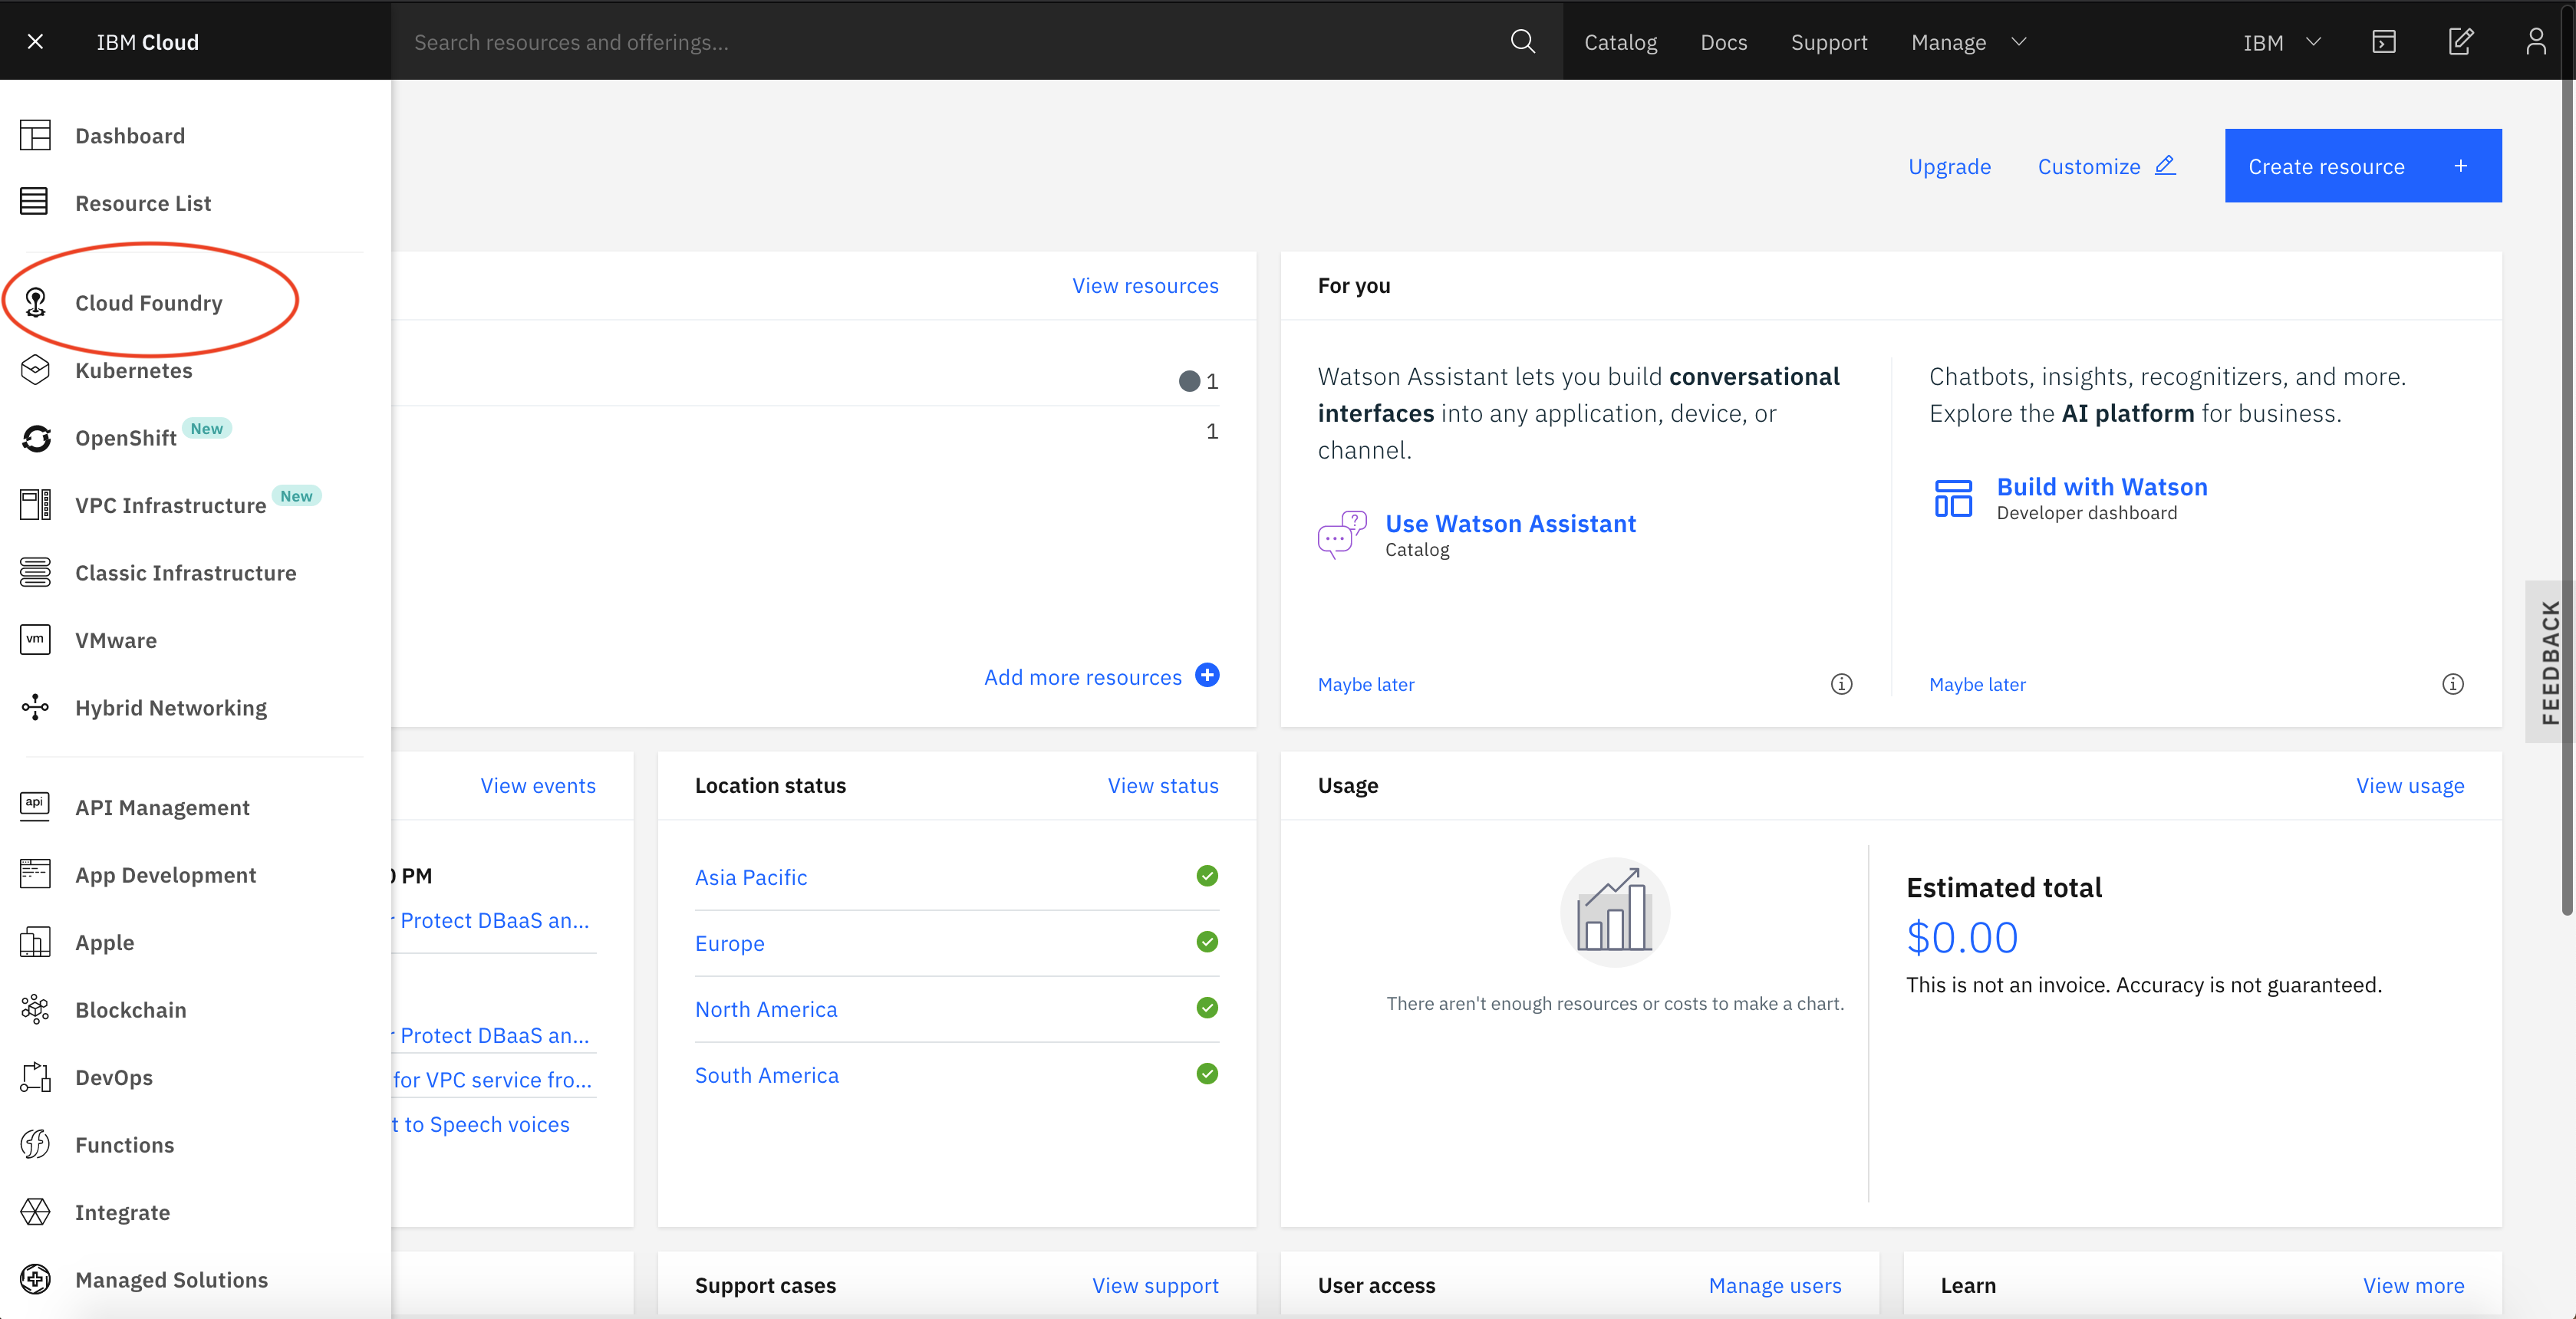 IBM Cloud
Search resources and offerings...
Catalog
Docs
Support
Manage
IBM
Dashboard
Resource List
Cloud Foundry
Kubernetes
OpenShift New
VPC Infrastructure New
Classic Infrastructure
vm
VMware
Hybrid Networking
api
API Management
App Development
Apple
Blockchain
DevOps
Functions
Integrate
Managed Solutions
Upgrade
Customize
Create resource +
View resources
1
1
Add more resources
For you
Watson Assistant lets you build conversational
interfaces into any application, device, or
channel.
Use Watson Assistant
Catalog
Maybe later
Chatbots, insights, recognitizers, and more.
Explore the AI platform for business.
Build with Watson
Developer dashboard
Maybe later
FEEDBACK
View events
PM
Protect DBaaS an...
Protect DBaaS an...
for VPC service fro...
t to Speech voices
Location status
View status
Asia Pacific
Europe
North America
South America
Usage
View usage
There aren't enough resources or costs to make a chart.
Estimated total
$0.00
This is not an invoice. Accuracy is not guaranteed.
Support cases
View support
User access
Manage users
Learn
View more